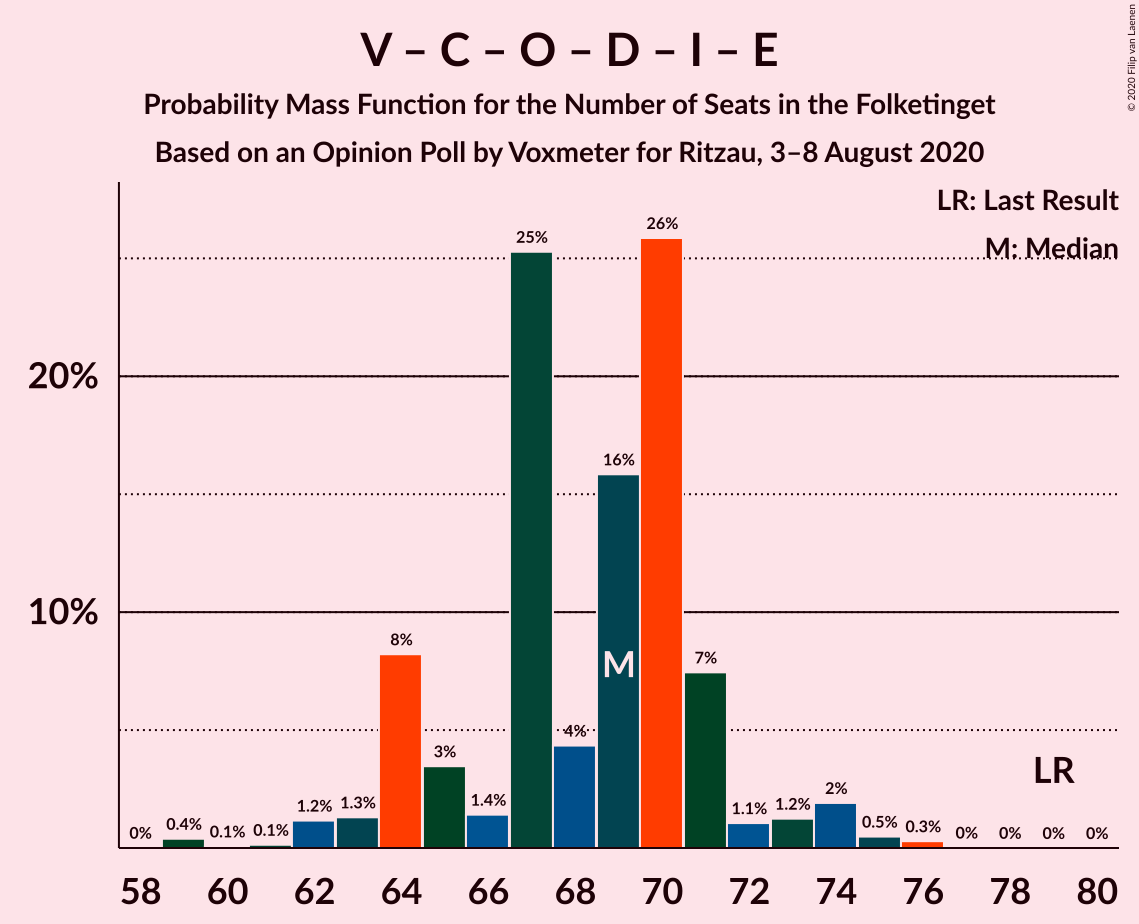 V – C – O – D – I – E
Probability Mass Function for the Number of Seats in the Folketinget
Based on an Opinion Poll by Voxmeter for Ritzau, 3–8 August 2020
© 2020 Filip van Laenen
LR: Last Result
M: Median
20%
10%
0%
0.4%
0.1%
0.1%
1.2%
1.3%
8%
3%
1.4%
25%
4%
16%
26%
7%
1.1%
1.2%
2%
0.5%
0.3%
0%
0%
0%
0%
M
LR
58 60 62 64 66 68 70 72 74 76 78 80